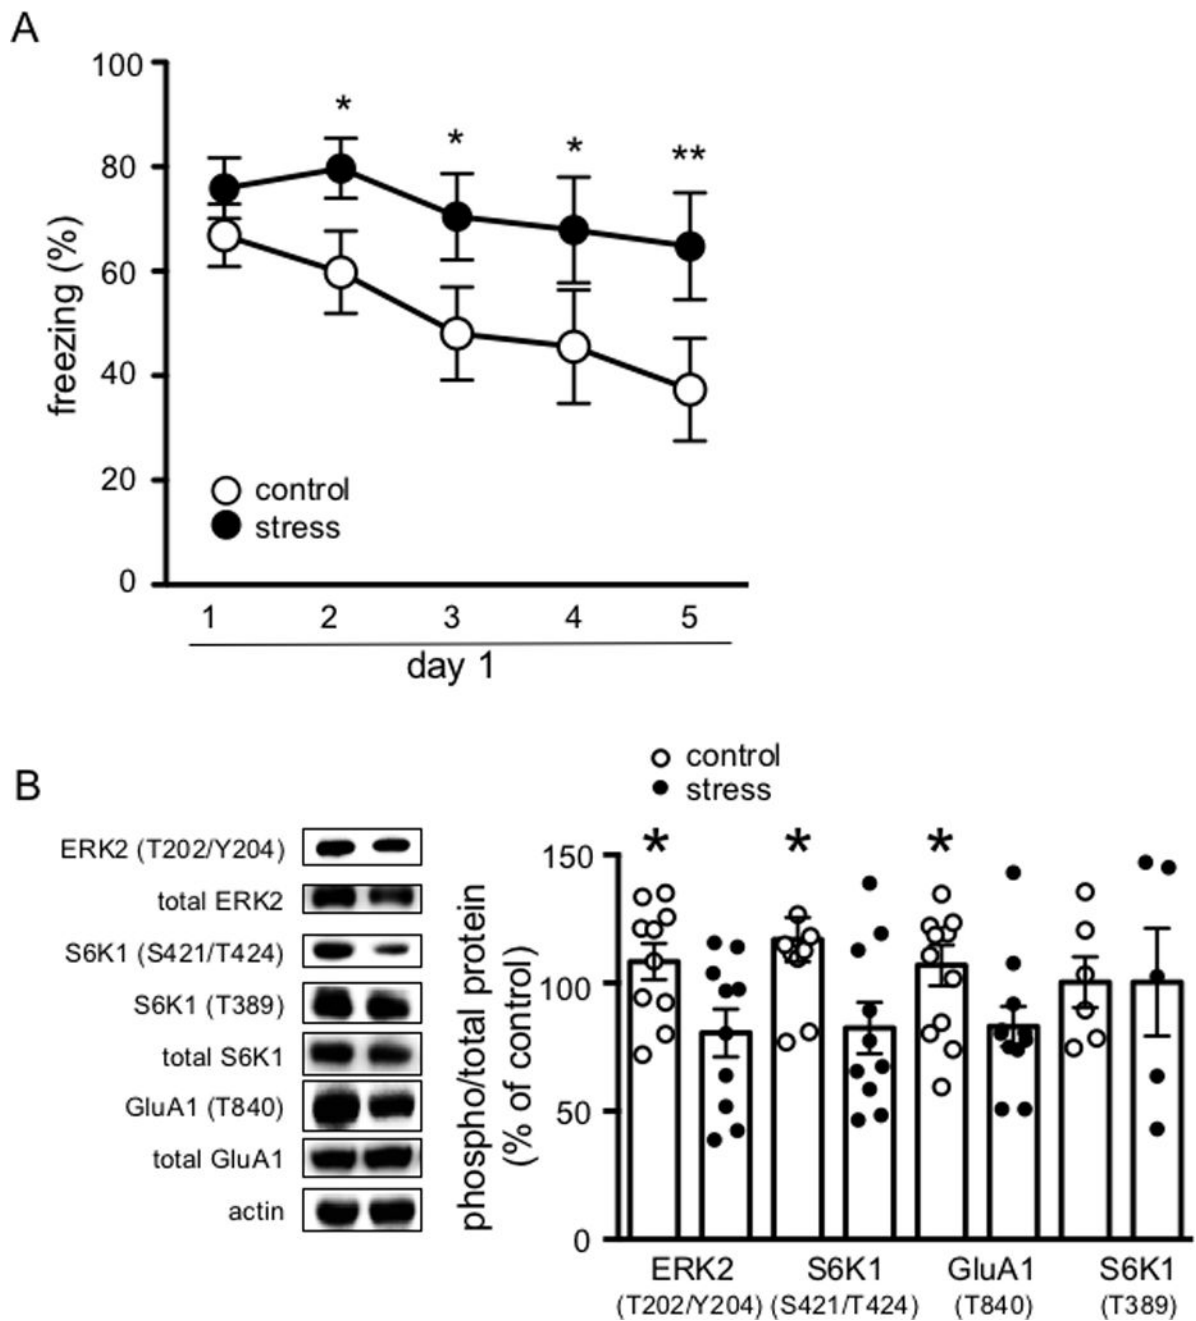 A
100
80
60
40
20
0
freezing (%)
*
*
*
**
control
stress
1 2 3 4 5
day 1
B
ERK2 (T202/Y204)
total ERK2
S6K1 (S421/T424)
S6K1 (T389)
total S6K1
GluA1 (T840)
total GluA1
actin
control
stress
phospho/total protein
(% of control)
150
100
50
0
* * *
ERK2 S6K1 GluA1 S6K1
(T202/Y204) (S421/T424) (T840) (T389)